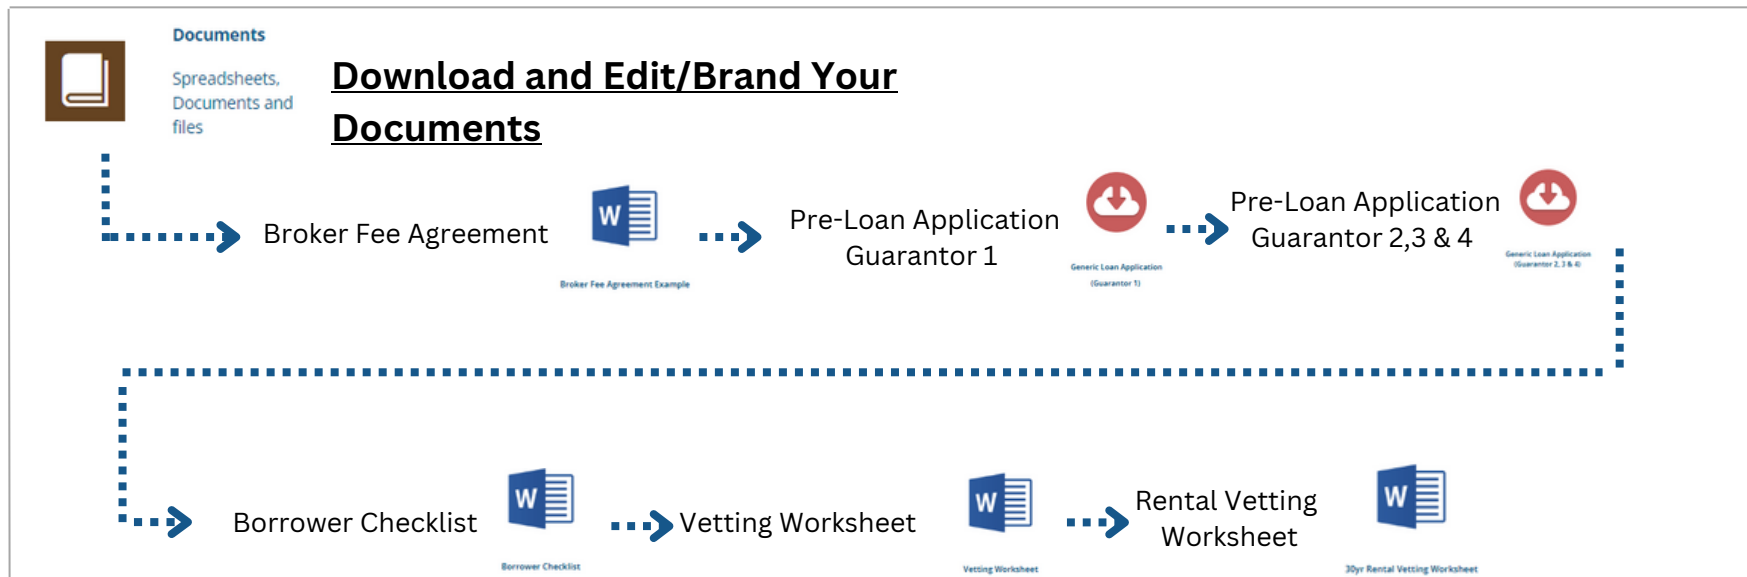 Documents
Spreadsheets,
Documents and
files
Download and Edit/Brand Your
Documents
Broker Fee Agreement
W
Broker Fee Agreement Example
Pre-Loan Application
Guarantor 1
Generic Loan Application
(Guarantor 1)
Pre-Loan Application
Guarantor 2,3 & 4
Generic Loan Application
(Guarantor 2, 3 & 4)
Borrower Checklist
W
Borrower Checklist
Vetting Worksheet
W
Vetting Worksheet
Rental Vetting
Worksheet
W
30yr Rental Vetting Worksheet